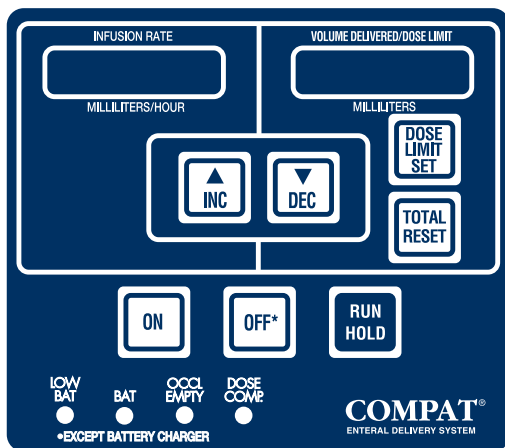 INFUSION RATE
VOLUME DELIVERED/DOSE LIMIT
MILLILITERS/HOUR
MILLILITERS
DOSE
LIMIT
SET
INC
DEC
TOTAL
RESET
ON
OFF*
RUN
HOLD
LOW
BAT
BAT
OCCL
EMPTY
DOSE
COMP.
•EXCEPT BATTERY CHARGER
COMPAT®
ENTERAL DELIVERY SYSTEM